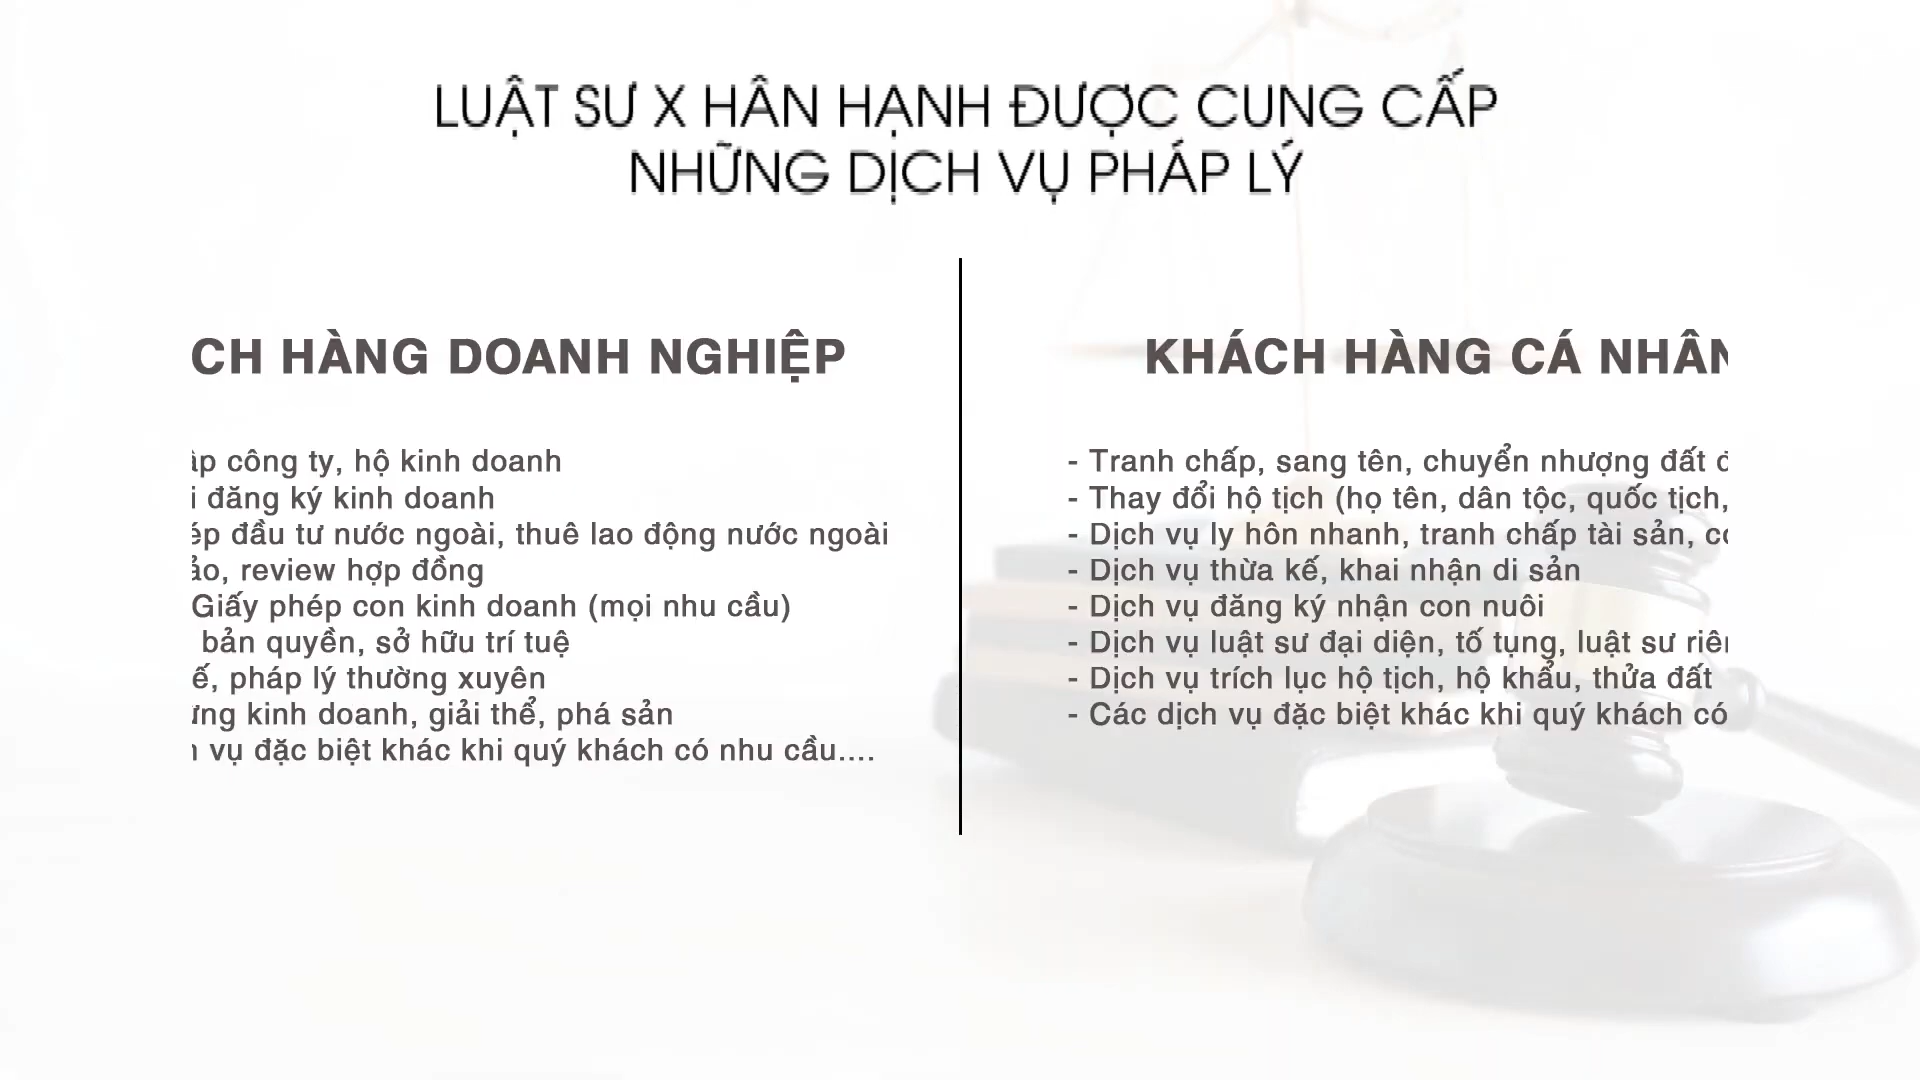 LUẬT SƯ X HÂN HẠNH ĐƯỢC CUNG CẤP
NHỮNG DỊCH VỤ PHÁP LÝ
CH HÀNG DOANH NGHIỆP
công ty, hộ kinh doanh
đăng ký kinh doanh
đầu tư nước ngoài, thuê lao động nước ngoài
review hợp đồng
Giấy phép con kinh doanh (mọi nhu cầu)
bản quyền, sở hữu trí tuệ
pháp lý thường xuyên
kinh doanh, giải thể, phá sản
vụ đặc biệt khác khi quý khách có nhu cầu....
KHÁCH HÀNG CÁ NHÂN
- Tranh chấp, sang tên, chuyển nhượng đất
- Thay đổi hộ tịch (họ tên, dân tộc, quốc tịch,
- Dịch vụ ly hôn nhanh, tranh chấp tài sản,
- Dịch vụ thừa kế, khai nhận di sản
- Dịch vụ đăng ký nhận con nuôi
- Dịch vụ luật sư đại diện, tố tụng, luật sư
- Dịch vụ trích lục hộ tịch, hộ khẩu, thửa đất
- Các dịch vụ đặc biệt khác khi quý khách có